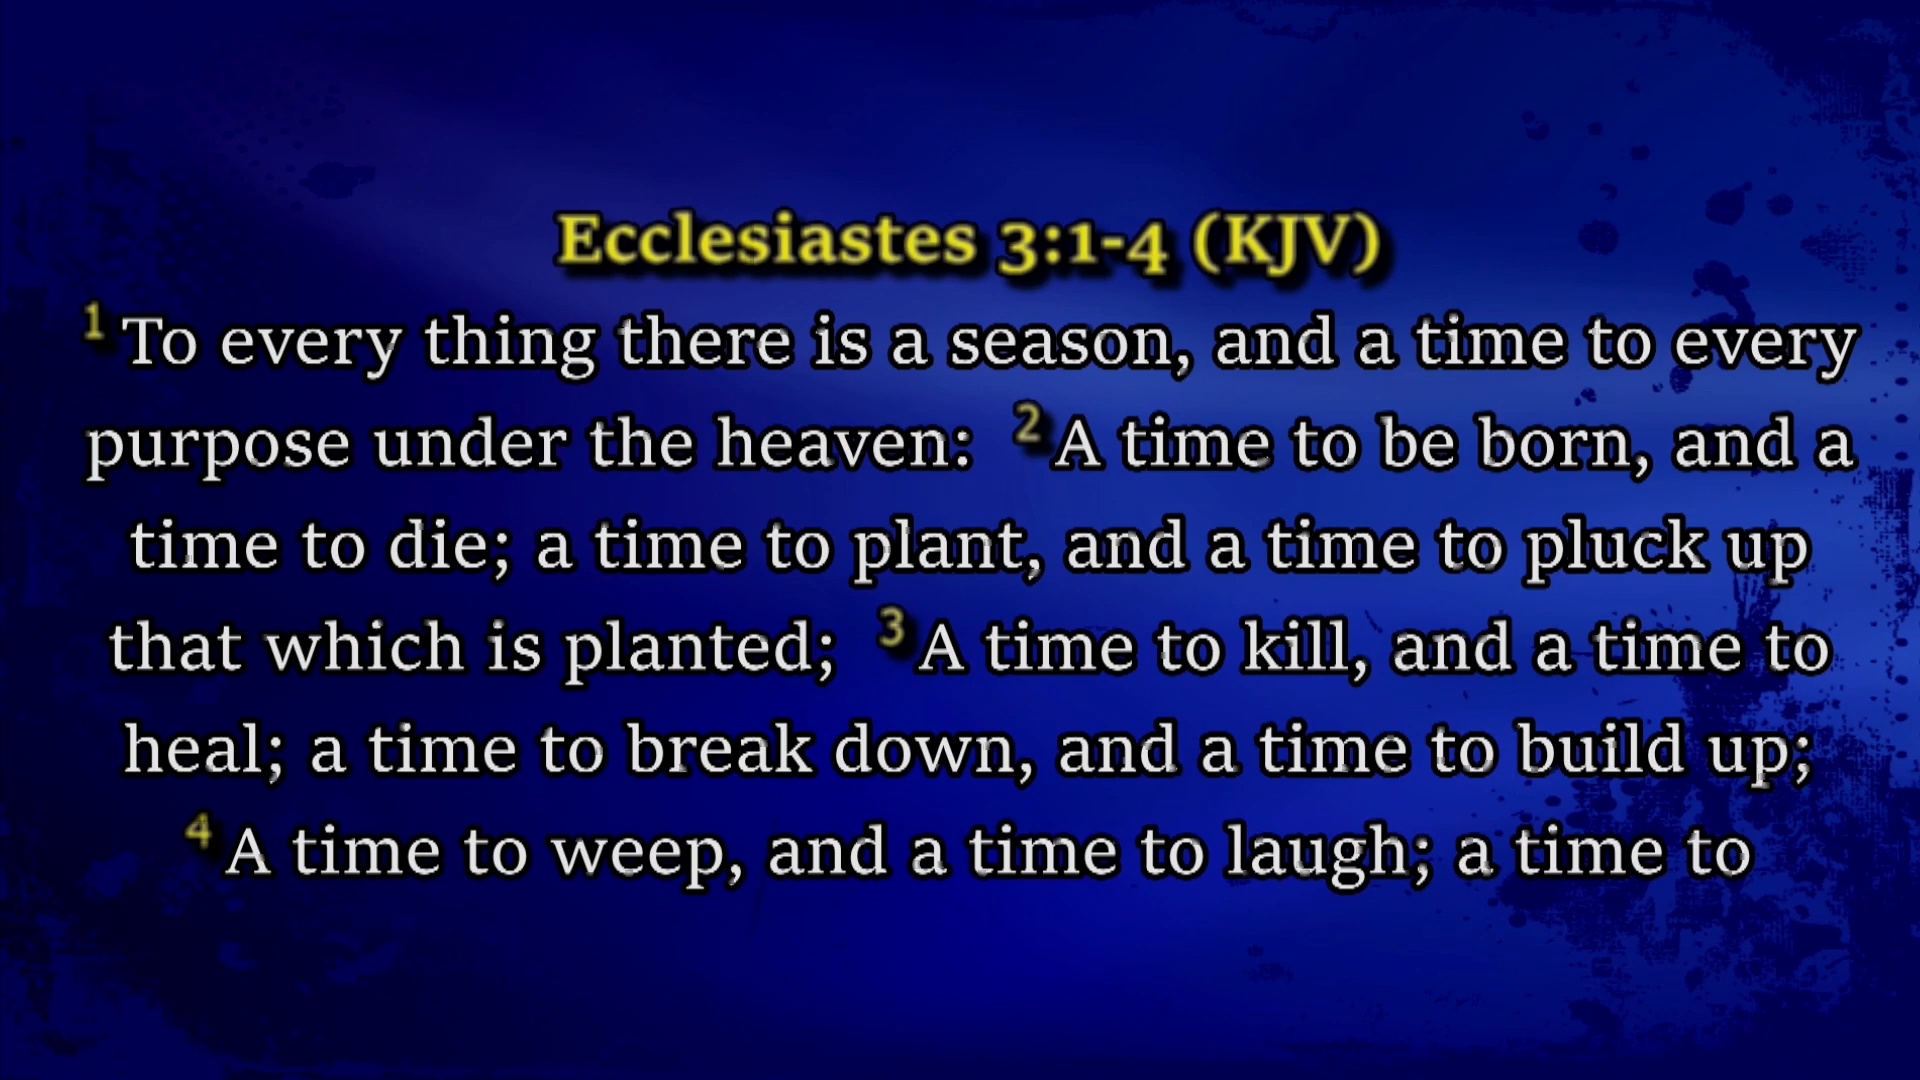 Ecclesiastes 3:1-4 (KJV)
1 To every thing there is a season, and a time to every
purpose under the heaven: 2 A time to be born, and a
time to die; a time to plant, and a time to pluck up
that which is planted; 3 A time to kill, and a time to
heal; a time to break down, and a time to build up;
4 A time to weep, and a time to laugh; a time to